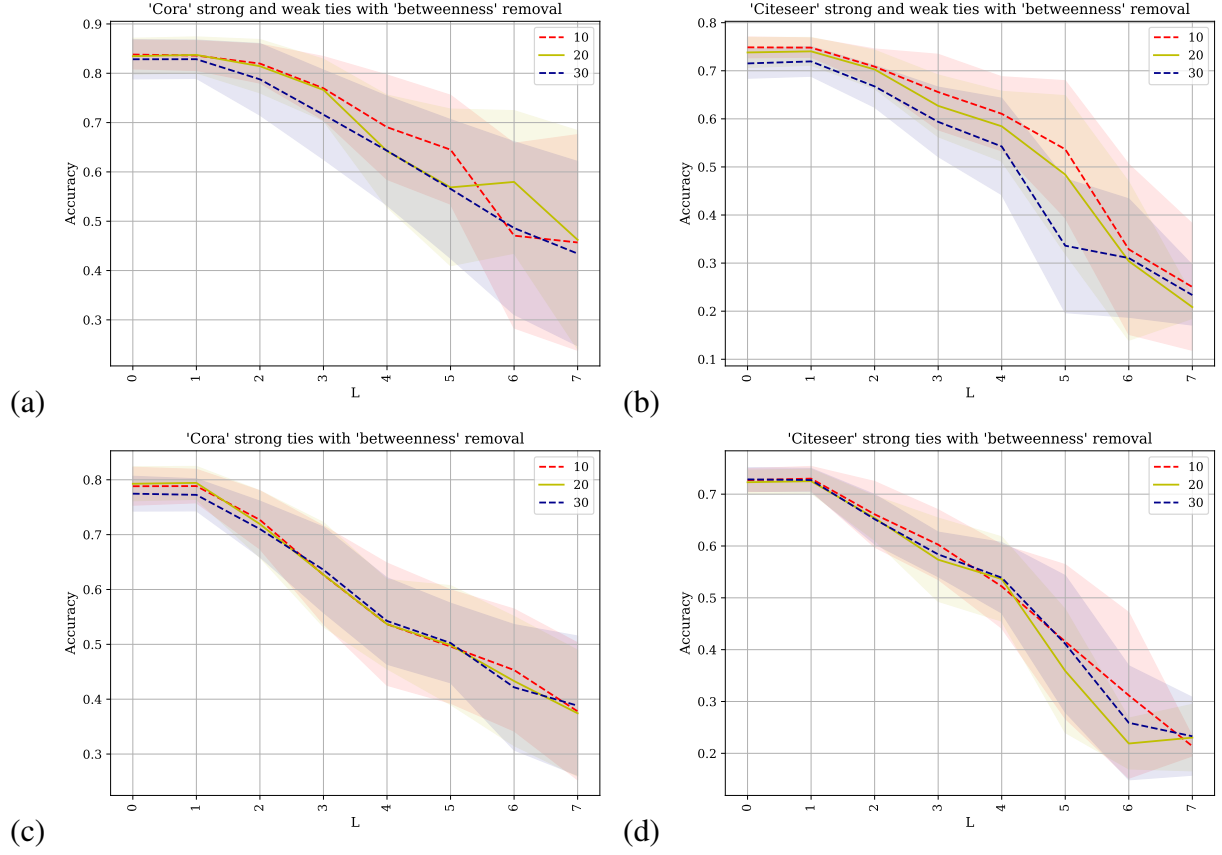 'Cora' strong and weak ties with 'betweenness' removal
0.9
0.8
0.7
0.6
0.5
0.4
0.3
Accuracy
10
20
30
0 1 2 3 4 5 6 7
L
(a)
'Citeseer' strong and weak ties with 'betweenness' removal
0.8
0.7
0.6
0.5
0.4
0.3
0.2
0.1
Accuracy
10
20
30
0 1 2 3 4 5 6 7
L
(b)
'Cora' strong ties with 'betweenness' removal
0.8
0.7
0.6
0.5
0.4
0.3
Accuracy
10
20
30
0 1 2 3 4 5 6 7
L
(c)
'Citeseer' strong ties with 'betweenness' removal
0.7
0.6
0.5
0.4
0.3
0.2
Accuracy
10
20
30
0 1 2 3 4 5 6 7
L
(d)